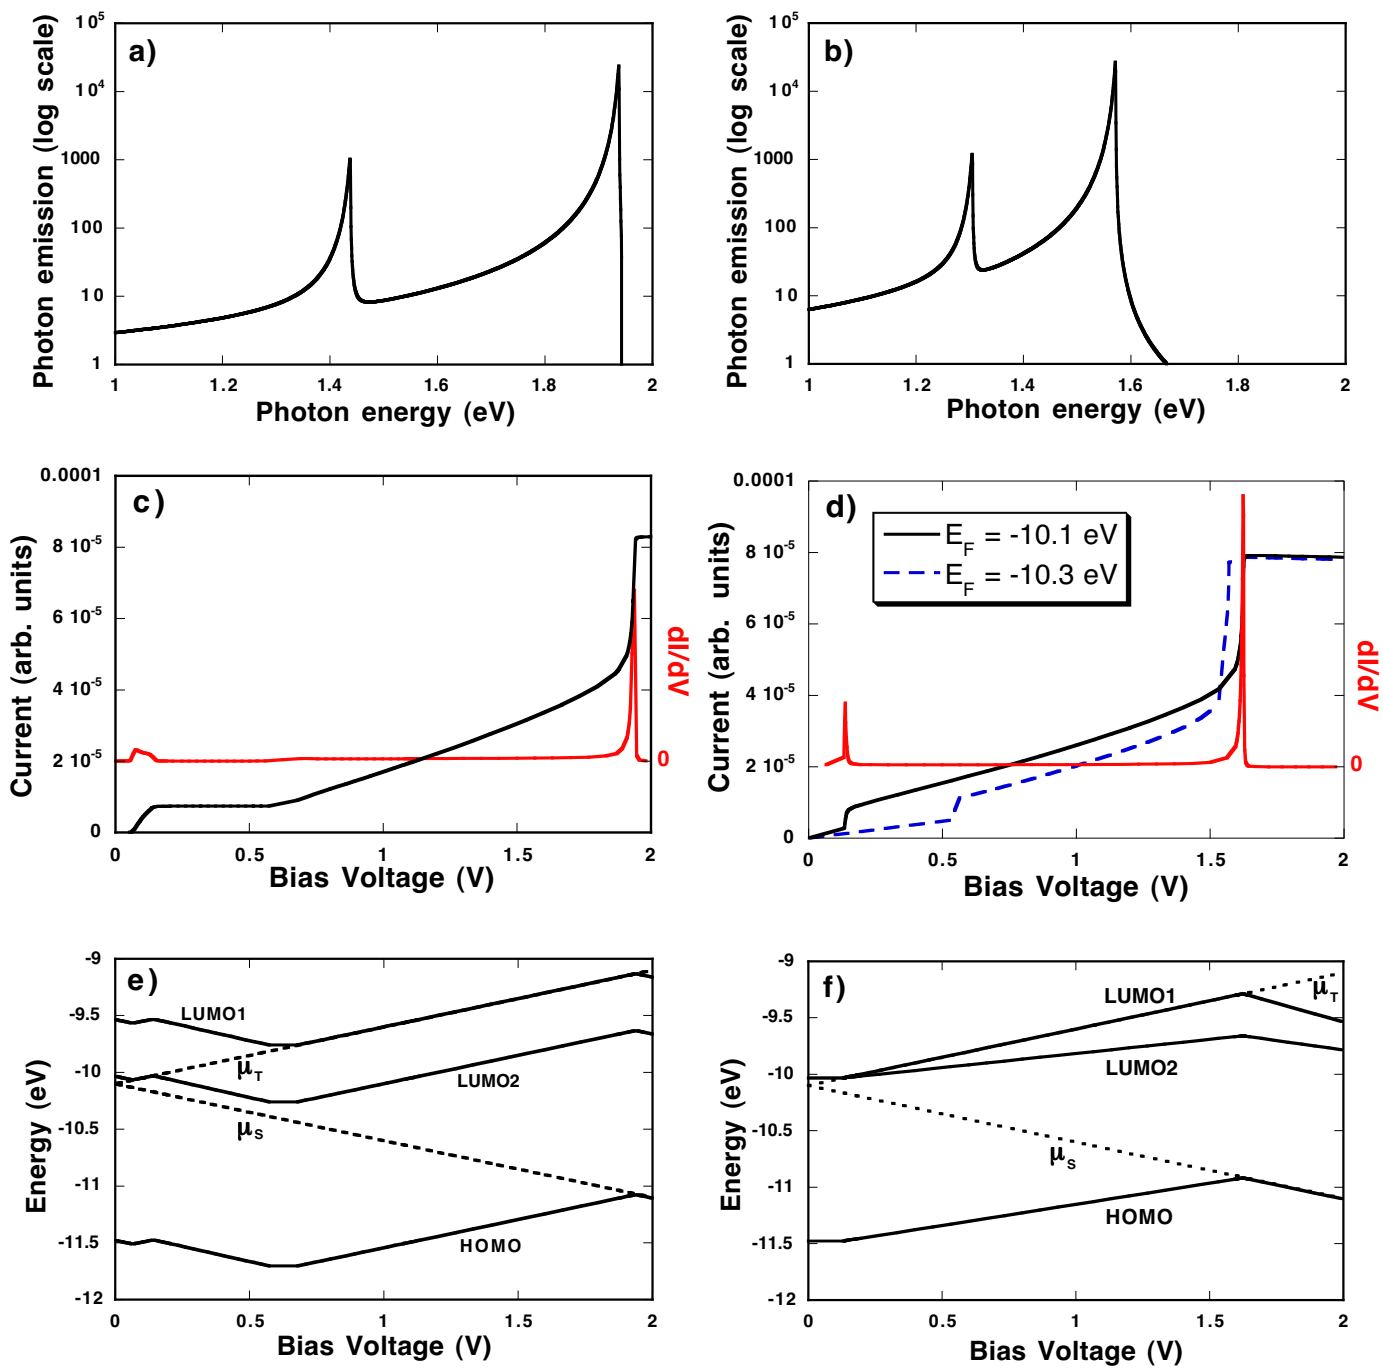 a)
Photon emission (log scale)
10^5
10^4
1000
100
10
1
1
1.2
1.4
1.6
1.8
2
Photon energy (eV)
b)
Photon emission (log scale)
10^5
10^4
1000
100
10
1
1
1.2
1.4
1.6
1.8
2
Photon energy (eV)
c)
Current (arb. units)
0.0001
8 10^-5
6 10^-5
4 10^-5
2 10^-5
0
dI/dV
0
0
0.5
1
1.5
2
Bias Voltage (V)
d)
E_F = -10.1 eV
E_F = -10.3 eV
Current (arb. units)
0.0001
8 10^-5
6 10^-5
4 10^-5
2 10^-5
0
dI/dV
0
0
0.5
1
1.5
2
Bias Voltage (V)
e)
Energy (eV)
-9
-9.5
-10
-10.5
-11
-11.5
-12
LUMO1
μ_T
LUMO2
μ_S
HOMO
0
0.5
1
1.5
2
Bias Voltage (V)
f)
Energy (eV)
-9
-9.5
-10
-10.5
-11
-11.5
-12
LUMO1
μ_T
LUMO2
μ_S
HOMO
0
0.5
1
1.5
2
Bias Voltage (V)